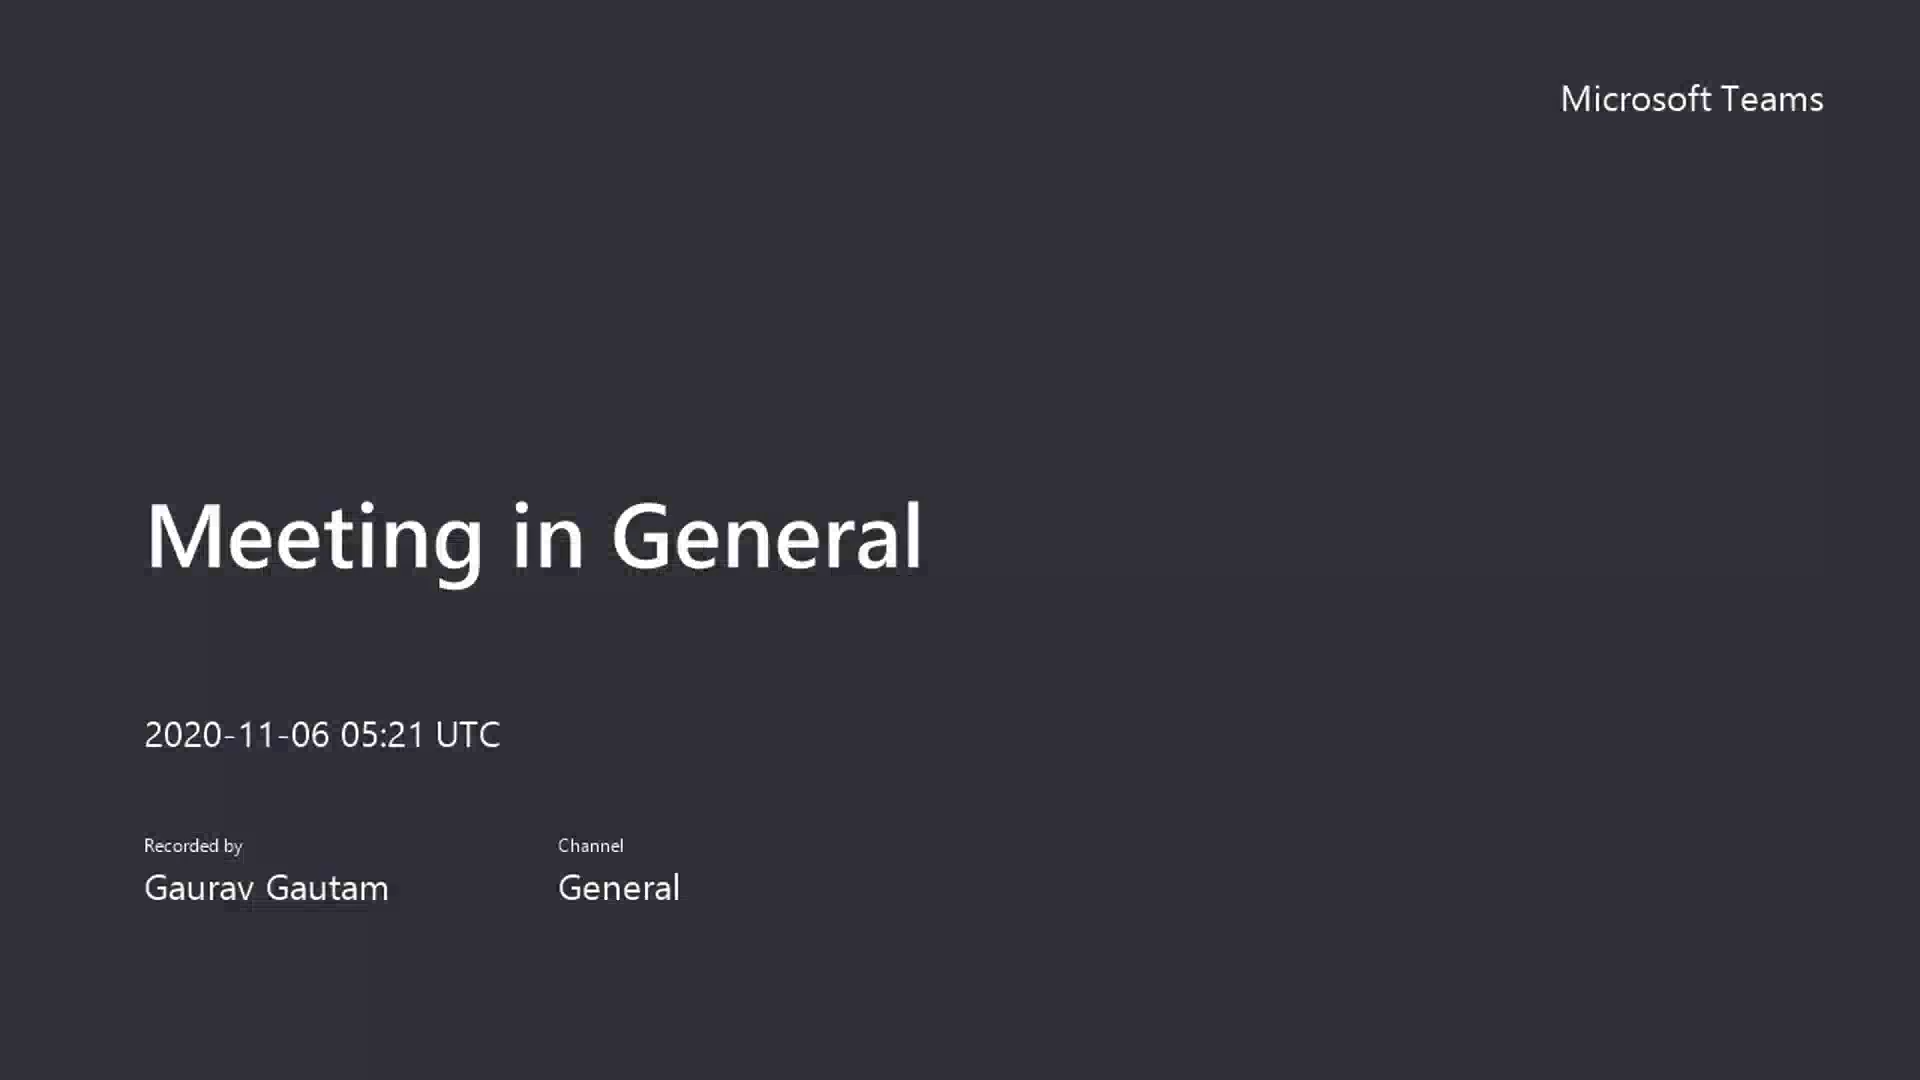 Microsoft Teams
Meeting in General
2020-11-06 05:21 UTC
Recorded by
Gaurav Gautam
Channel
General